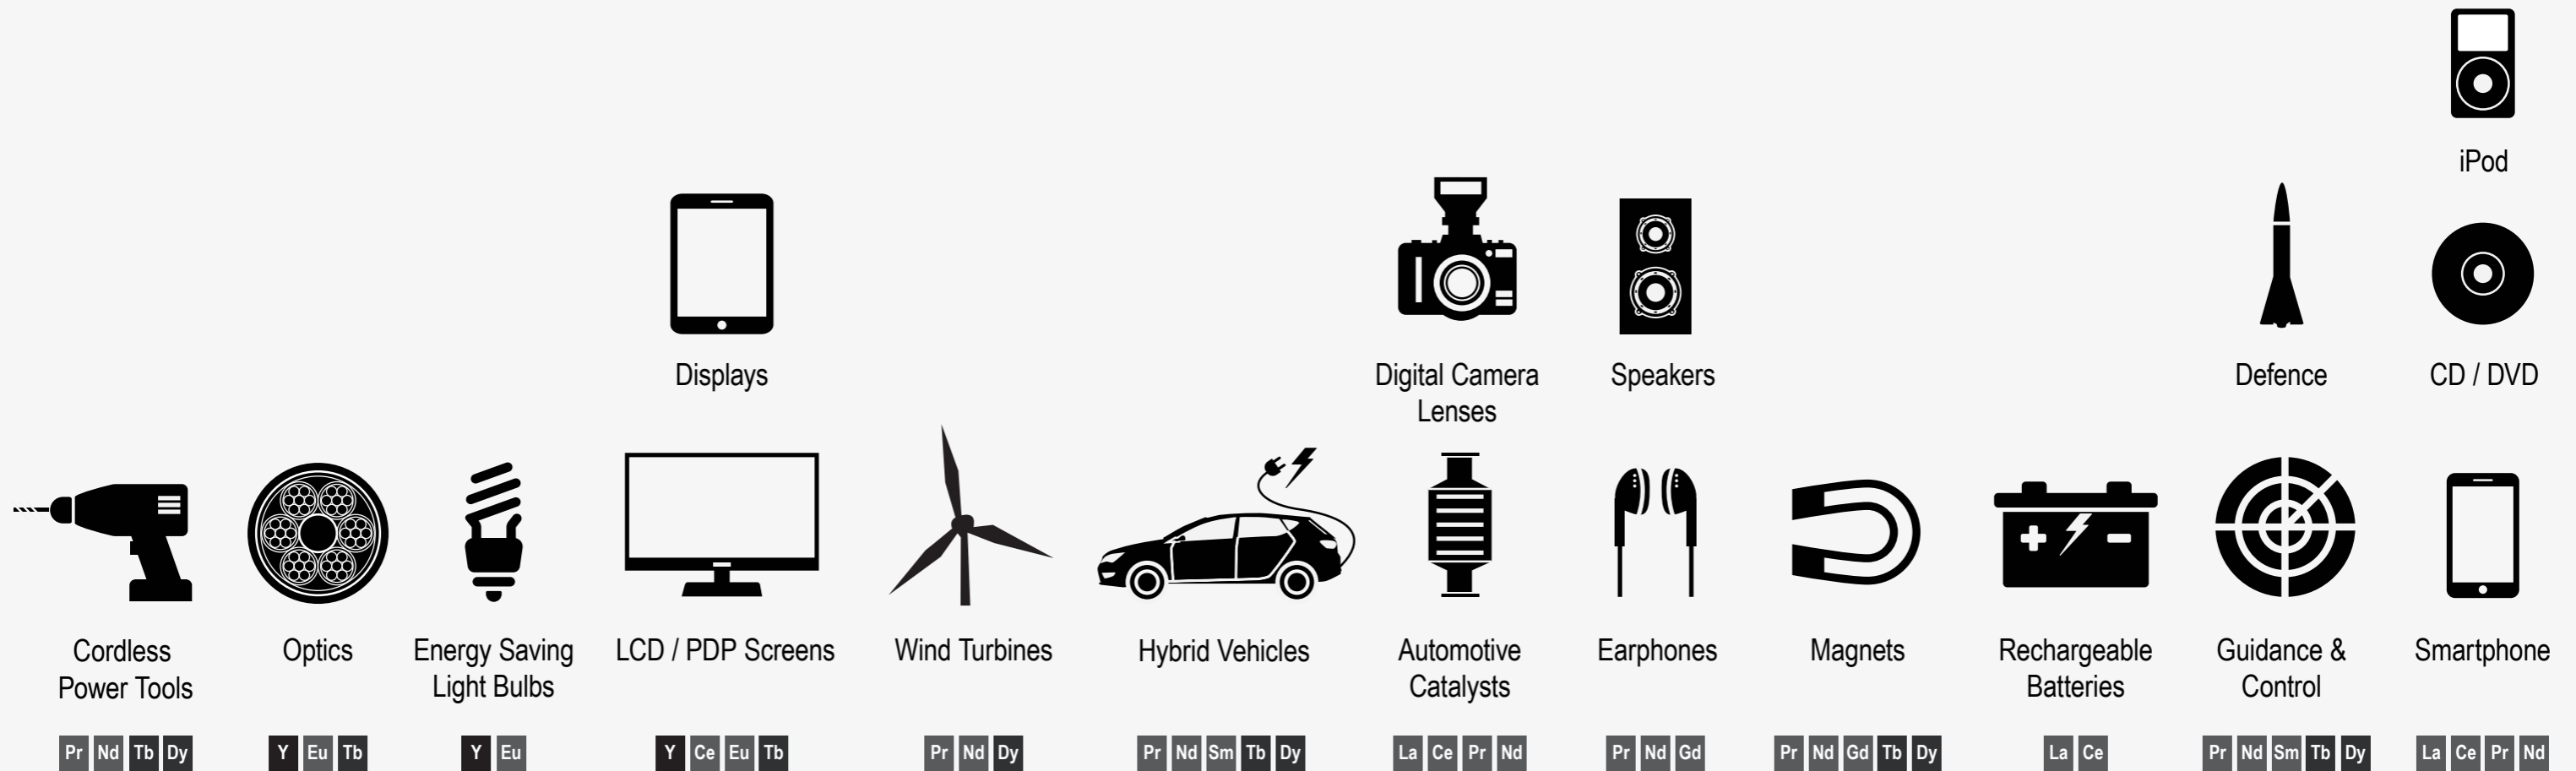 iPod
Displays
Digital Camera
Lenses
Speakers
Defence
CD / DVD
Cordless
Power Tools
Optics
Energy Saving
Light Bulbs
LCD / PDP Screens
Wind Turbines
Hybrid Vehicles
Automotive
Catalysts
Earphones
Magnets
Rechargeable
Batteries
Guidance &
Control
Smartphone
Pr Nd Tb Dy
Y Eu Tb
Y Eu
Y Ce Eu Tb
Pr Nd Dy
Pr Nd Sm Tb Dy
La Ce Pr Nd
Pr Nd Gd
Pr Nd Gd Tb Dy
La Ce
Pr Nd Sm Tb Dy
La Ce Pr Nd